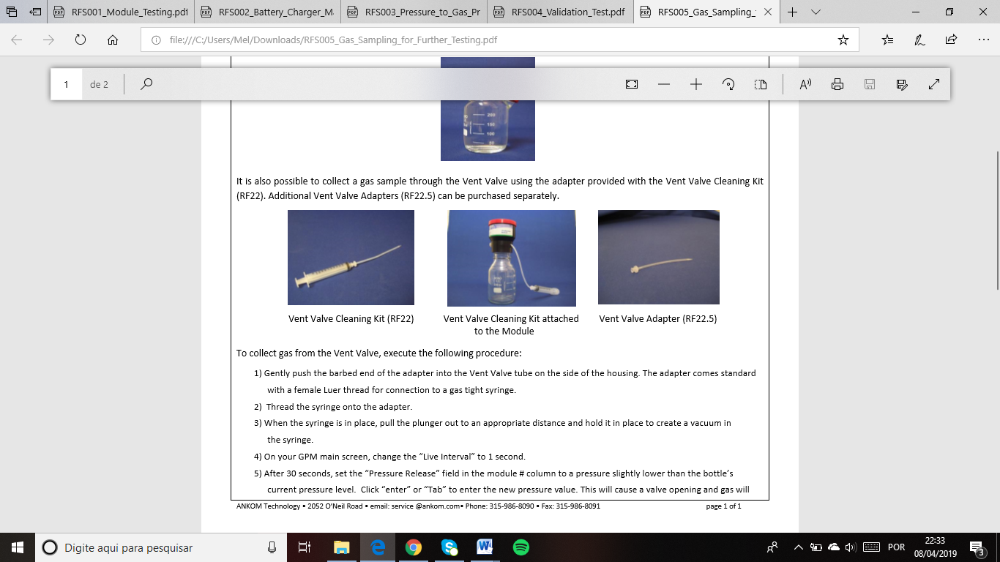 RFS001_Module_Testing.pdf
RFS002_Battery_Charger_M
RFS003_Pressure_to_Gas_Pr
RFS004_Validation_Test.pdf
RFS005_Gas_Sampling_
file:///C:/Users/Mel/Downloads/RFS005_Gas_Sampling_for_Further_Testing.pdf
1 de 2
250
150
100
50
It is also possible to collect a gas sample through the Vent Valve using the adapter provided with the Vent Valve Cleaning Kit
(RF22). Additional Vent Valve Adapters (RF22.5) can be purchased separately.
Vent Valve Cleaning Kit (RF22)
Vent Valve Cleaning Kit attached
to the Module
Vent Valve Adapter (RF22.5)
To collect gas from the Vent Valve, execute the following procedure:
1) Gently push the barbed end of the adapter into the Vent Valve tube on the side of the housing. The adapter comes standard
with a female Luer thread for connection to a gas tight syringe.
2) Thread the syringe onto the adapter.
3) When the syringe is in place, pull the plunger out to an appropriate distance and hold it in place to create a vacuum in
the syringe.
4) On your GPM main screen, change the “Live Interval” to 1 second.
5) After 30 seconds, set the “Pressure Release” field in the module # column to a pressure slightly lower than the bottle’s
current pressure level. Click “enter” or “Tab” to enter the new pressure value. This will cause a valve opening and gas will
ANKOM Technology • 2052 O’Neil Road • email: service @ankom.com• Phone: 315-986-8090 • Fax: 315-986-8091 page 1 of 1
Digite aqui para pesquisar
POR
22:33
08/04/2019
3